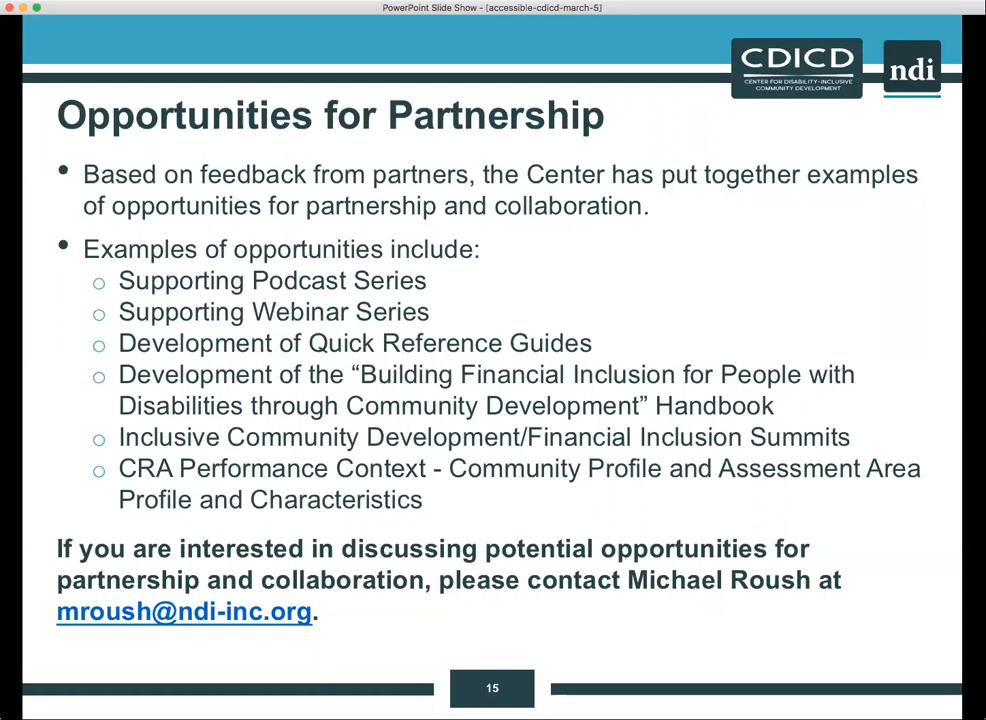 PowerPoint Slide Show - [accessible-cdicd-march-5]
CDICD
CENTER FOR DISABILITY-INCLUSIVE
COMMUNITY DEVELOPMENT
ndi
Opportunities for Partnership
• Based on feedback from partners, the Center has put together examples
of opportunities for partnership and collaboration.
• Examples of opportunities include:
o Supporting Podcast Series
o Supporting Webinar Series
o Development of Quick Reference Guides
o Development of the “Building Financial Inclusion for People with
Disabilities through Community Development” Handbook
o Inclusive Community Development/Financial Inclusion Summits
o CRA Performance Context - Community Profile and Assessment Area
Profile and Characteristics
If you are interested in discussing potential opportunities for
partnership and collaboration, please contact Michael Roush at
mroush@ndi-inc.org.
15